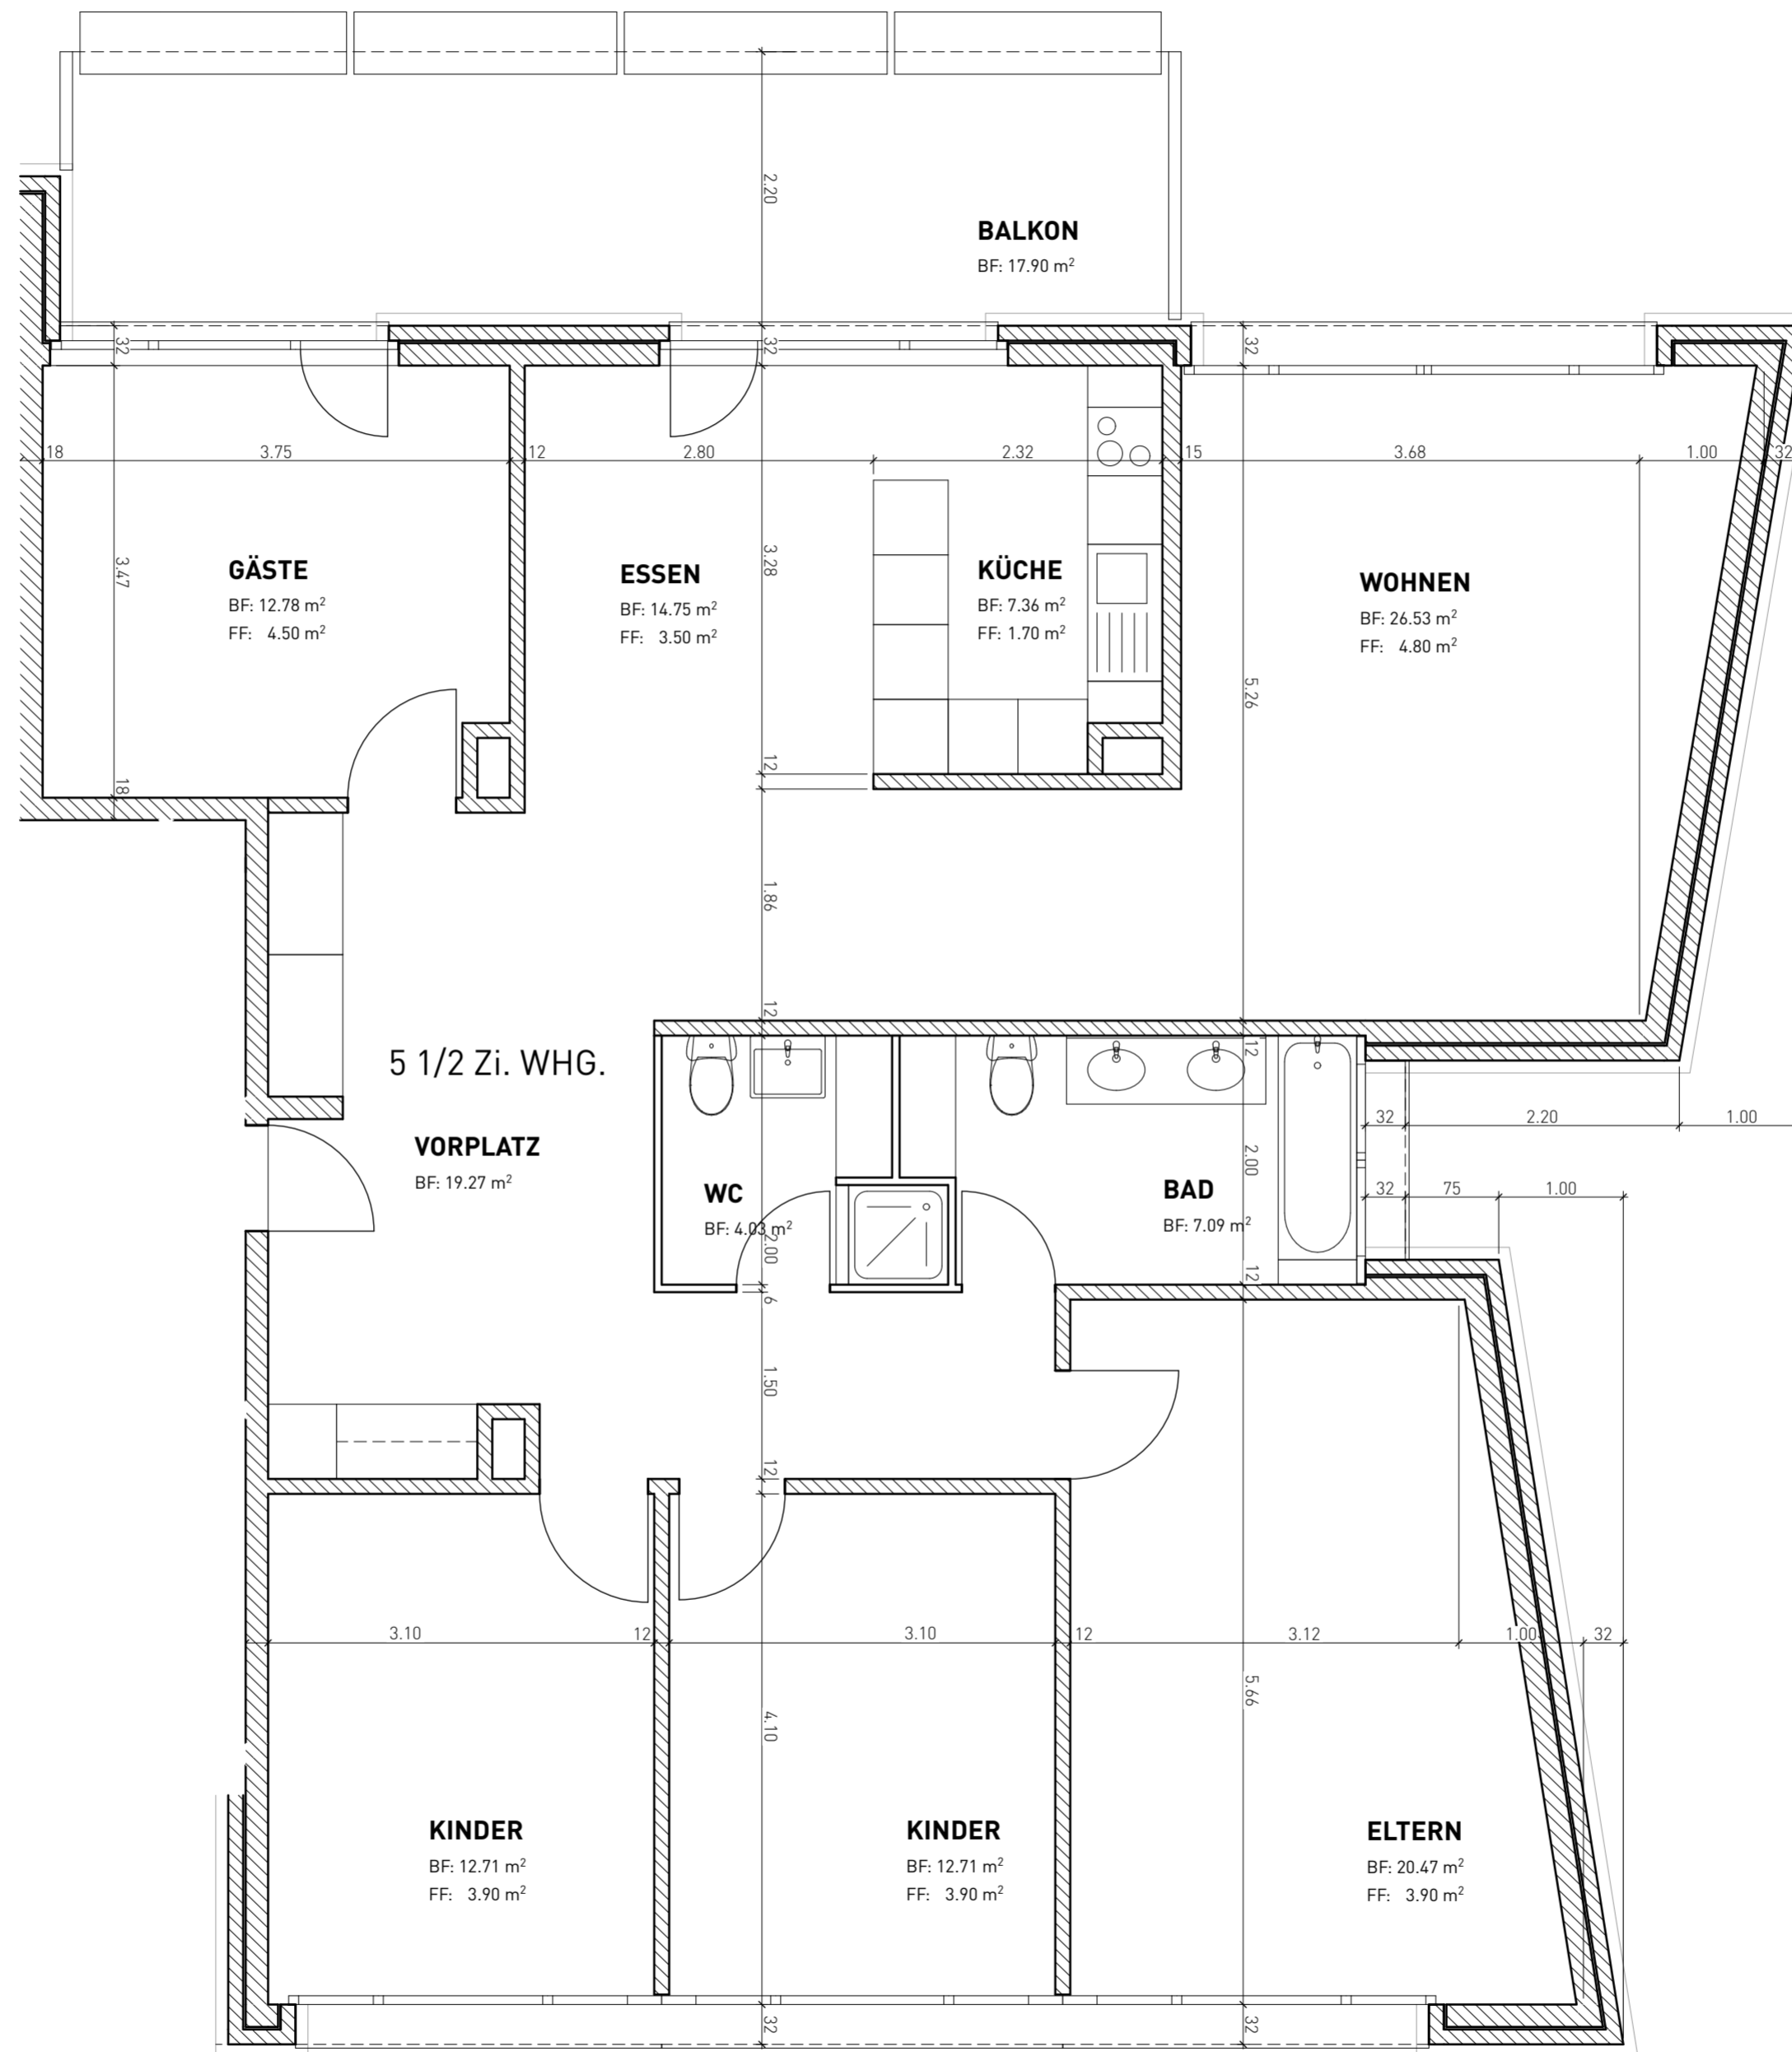 2.20
BALKON
BF: 17.90 m²
32
32
32
18
3.75
12
2.80
2.32
15
3.68
1.00
32
3.47
3.28
GÄSTE
BF: 12.78 m²
FF: 4.50 m²
ESSEN
BF: 14.75 m²
FF: 3.50 m²
KÜCHE
BF: 7.36 m²
FF: 1.70 m²
WOHNEN
BF: 26.53 m²
FF: 4.80 m²
5.26
18
12
1.86
12
5 1/2 Zi. WHG.
12
VORPLATZ
BF: 19.27 m²
32
2.20
1.00
2.00
WC
BF: 4.03 m²
2.00
BAD
BF: 7.09 m²
32
75
1.00
12
6
1.50
12
3.10
12
3.10
12
3.12
1.00
32
5.66
4.10
KINDER
BF: 12.71 m²
FF: 3.90 m²
KINDER
BF: 12.71 m²
FF: 3.90 m²
ELTERN
BF: 20.47 m²
FF: 3.90 m²
32
32